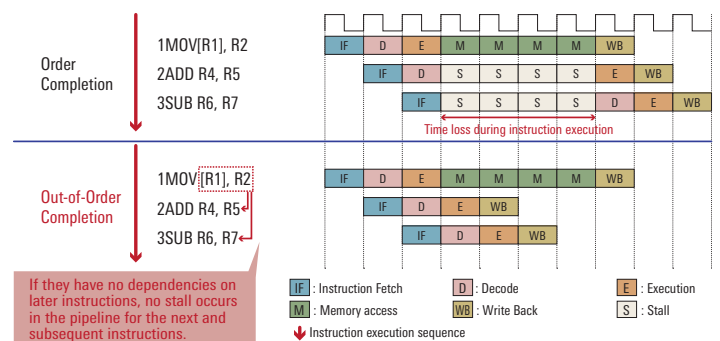 Order
Completion
1MOV[R1], R2
2ADD R4, R5
3SUB R6, R7
IF D E M M M M WB
IF D S S S S E WB
IF S S S S D E WB
Time loss during instruction execution
Out-of-Order
Completion
1MOV [R1], R2
2ADD R4, R5
3SUB R6, R7
IF D E M M M M WB
IF D E WB
IF D E WB
If they have no dependencies on
later instructions, no stall occurs
in the pipeline for the next and
subsequent instructions.
IF : Instruction Fetch D : Decode E : Execution
M : Memory access WB : Write Back S : Stall
Instruction execution sequence